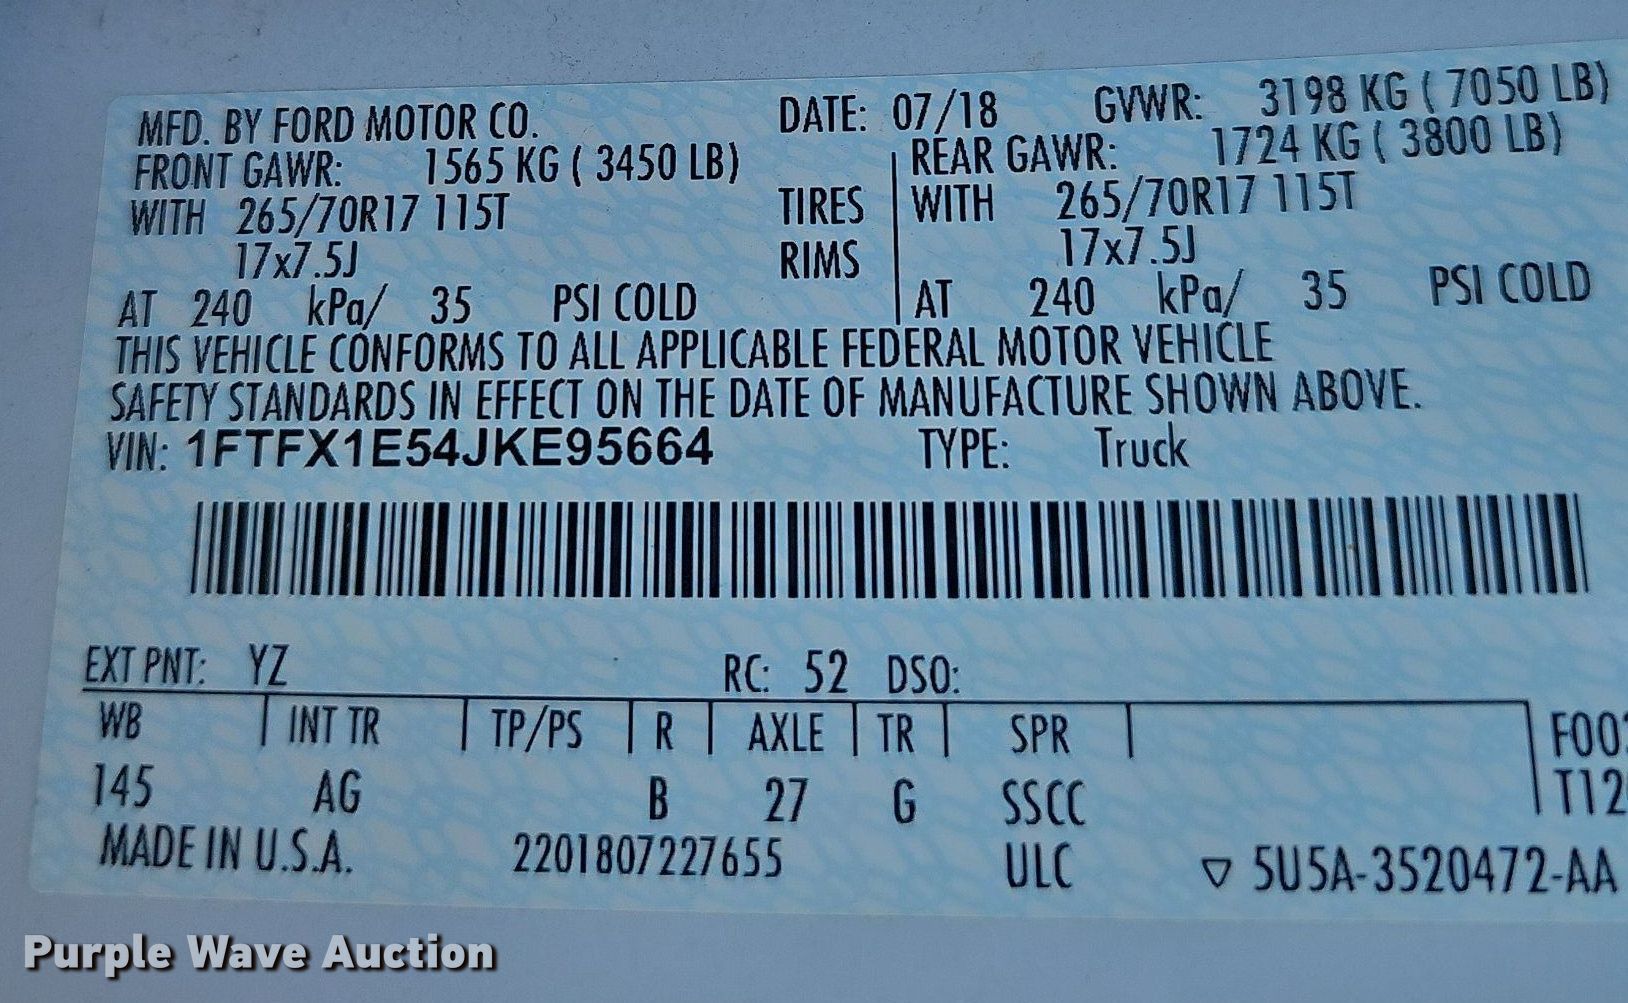 MFD. BY FORD MOTOR CO. DATE: 07/18 GVWR: 3198 KG ( 7050 LB)
FRONT GAWR: 1565 KG ( 3450 LB) REAR GAWR: 1724 KG ( 3800 LB)
WITH 265/70R17 115T TIRES WITH 265/70R17 115T
17x7.5J RIMS 17x7.5J
AT 240 kPa/ 35 PSI COLD AT 240 kPa/ 35 PSI COLD
THIS VEHICLE CONFORMS TO ALL APPLICABLE FEDERAL MOTOR VEHICLE
SAFETY STANDARDS IN EFFECT ON THE DATE OF MANUFACTURE SHOWN ABOVE.
VIN: 1FTFX1E54JKE95664 TYPE: Truck
EXT PNT: YZ RC: 52 DSO:
WB INT TR TP/PS R AXLE TR SPR
145 AG B 27 G SSCC
MADE IN U.S.A. 2201807227655 ULC ▽ 5U5A-3520472-AA
Purple Wave Auction